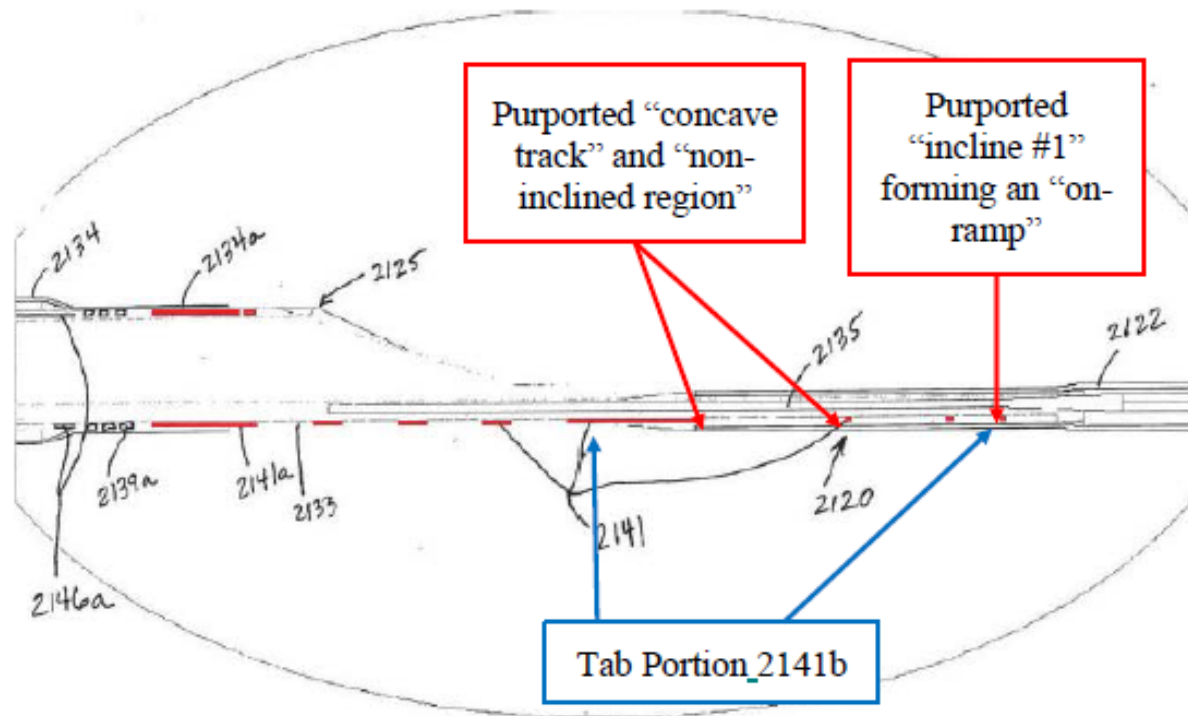 Purported “concave
track” and “non-
inclined region”
Purported
“incline #1”
forming an “on-
ramp”
2134
2134a
2125
2135
2122
2139a
2141a
2133
2141
2120
2146a
Tab Portion 2141b